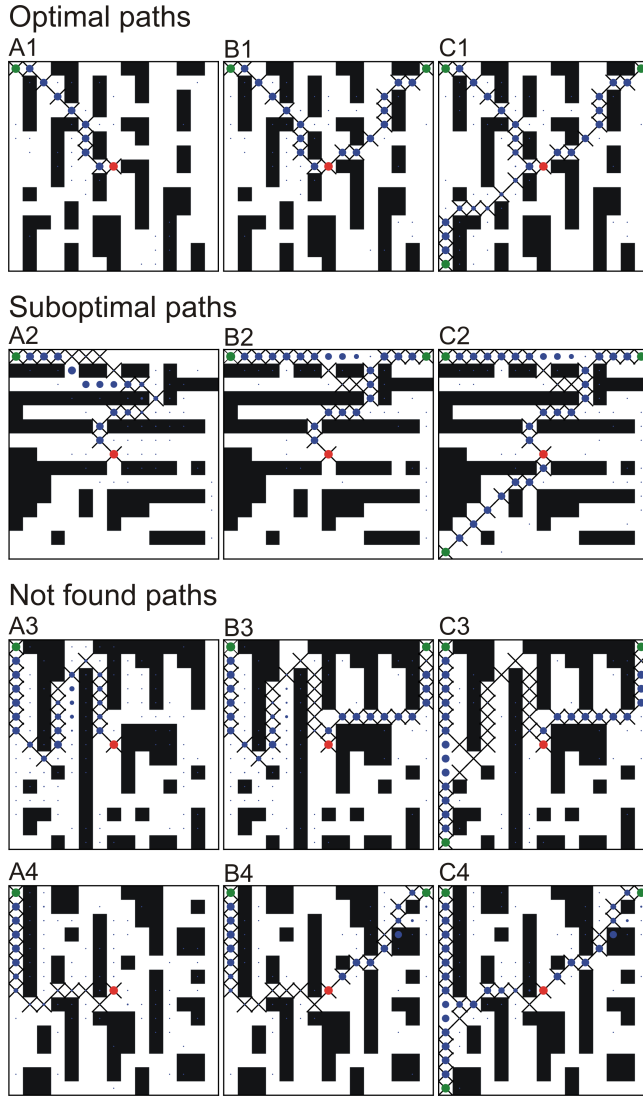 Optimal paths
A1 B1 C1
Suboptimal paths
A2 B2 C2
Not found paths
A3 B3 C3
A4 B4 C4